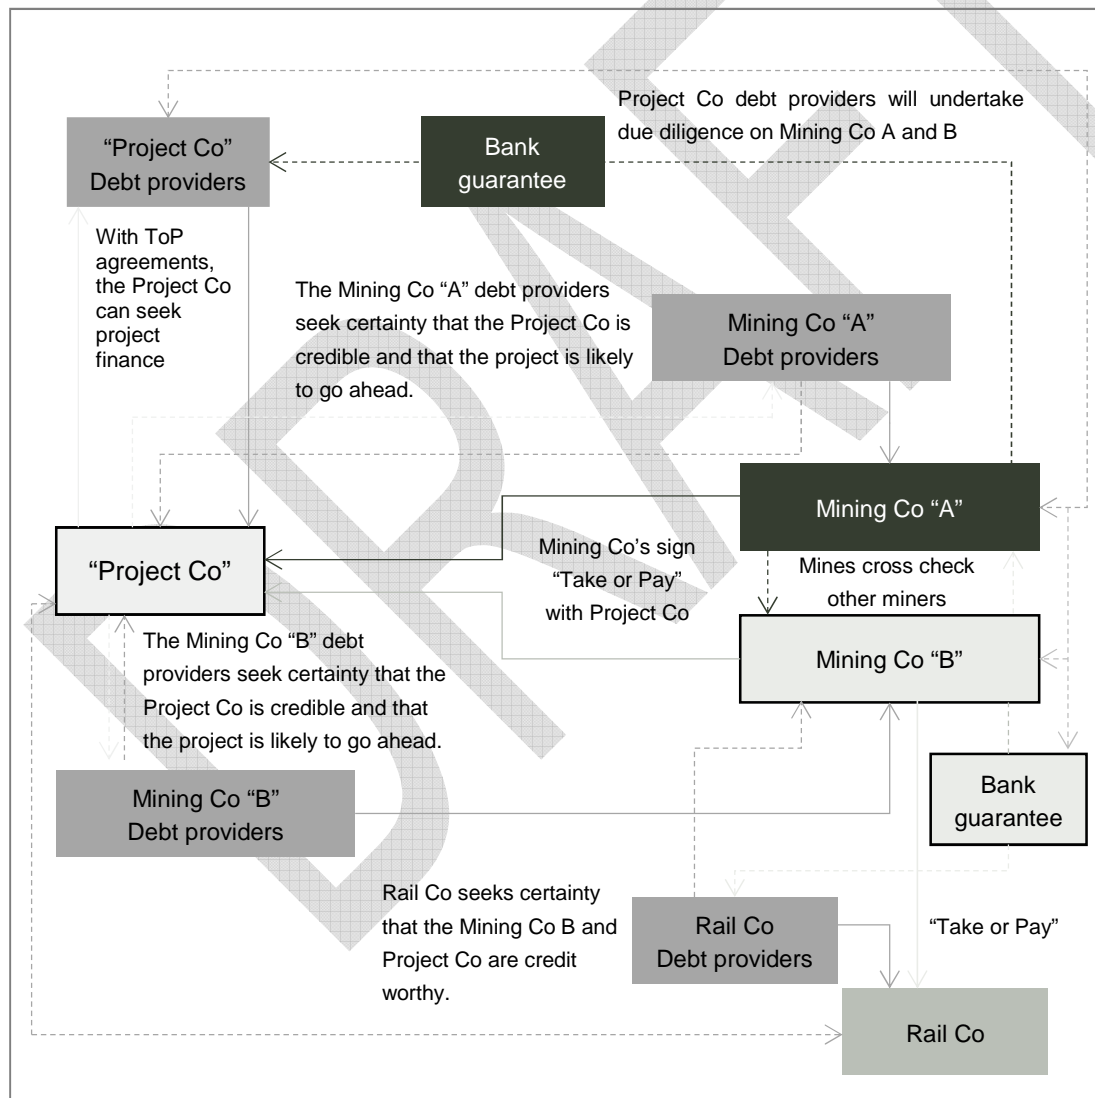 Project Co debt providers will undertake
due diligence on Mining Co A and B
“Project Co”
Debt providers
Bank
guarantee
With ToP
agreements,
the Project Co
can seek
project
finance
The Mining Co “A” debt providers
seek certainty that the Project Co is
credible and that the project is likely
to go ahead.
Mining Co “A”
Debt providers
Mining Co “A”
“Project Co”
Mining Co’s sign
“Take or Pay”
with Project Co
Mines cross check
other miners
Mining Co “B”
The Mining Co “B” debt
providers seek certainty that the
Project Co is credible and that
the project is likely to go ahead.
Mining Co “B”
Debt providers
Bank
guarantee
Rail Co seeks certainty
that the Mining Co B and
Project Co are credit
worthy.
Rail Co
Debt providers
“Take or Pay”
Rail Co
DRAFT